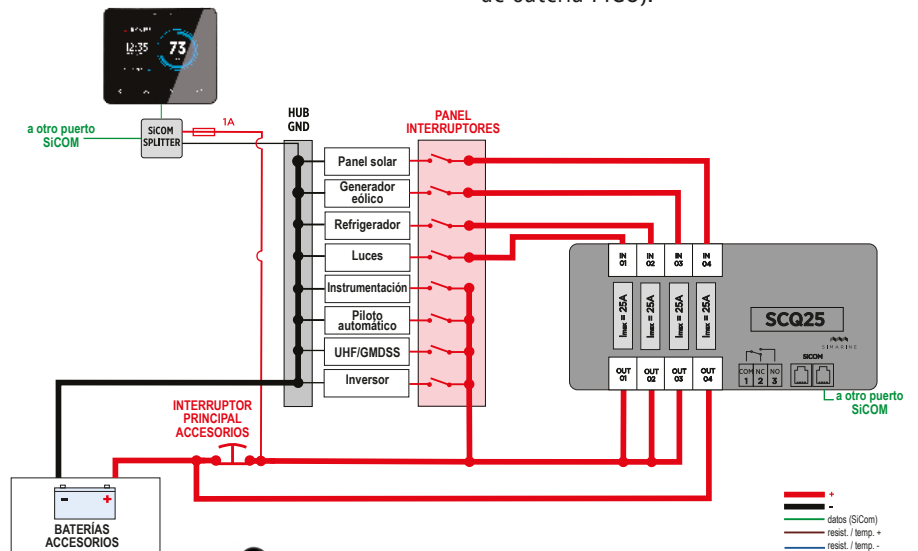 de batería MCU).
12:35
73
a otro puerto
SiCOM
SiCOM
SPLITTER
1A
HUB
GND
PANEL
INTERRUPTORES
Panel solar
Generador
eólico
Refrigerador
Luces
Instrumentación
Piloto
automático
UHF/GMDSS
Inversor
IN
01
IN
02
IN
03
IN
04
Imax = 25A
Imax = 25A
Imax = 25A
Imax = 25A
SCQ25
SIMARINE
OUT
01
OUT
02
OUT
03
OUT
04
COM
1
NC
2
NO
3
SiCOM
a otro puerto
SiCOM
INTERRUPTOR
PRINCIPAL
ACCESORIOS
- +
BATERÍAS
ACCESORIOS
+
-
datos (SiCom)
resist. / temp. +
resist. / temp. -